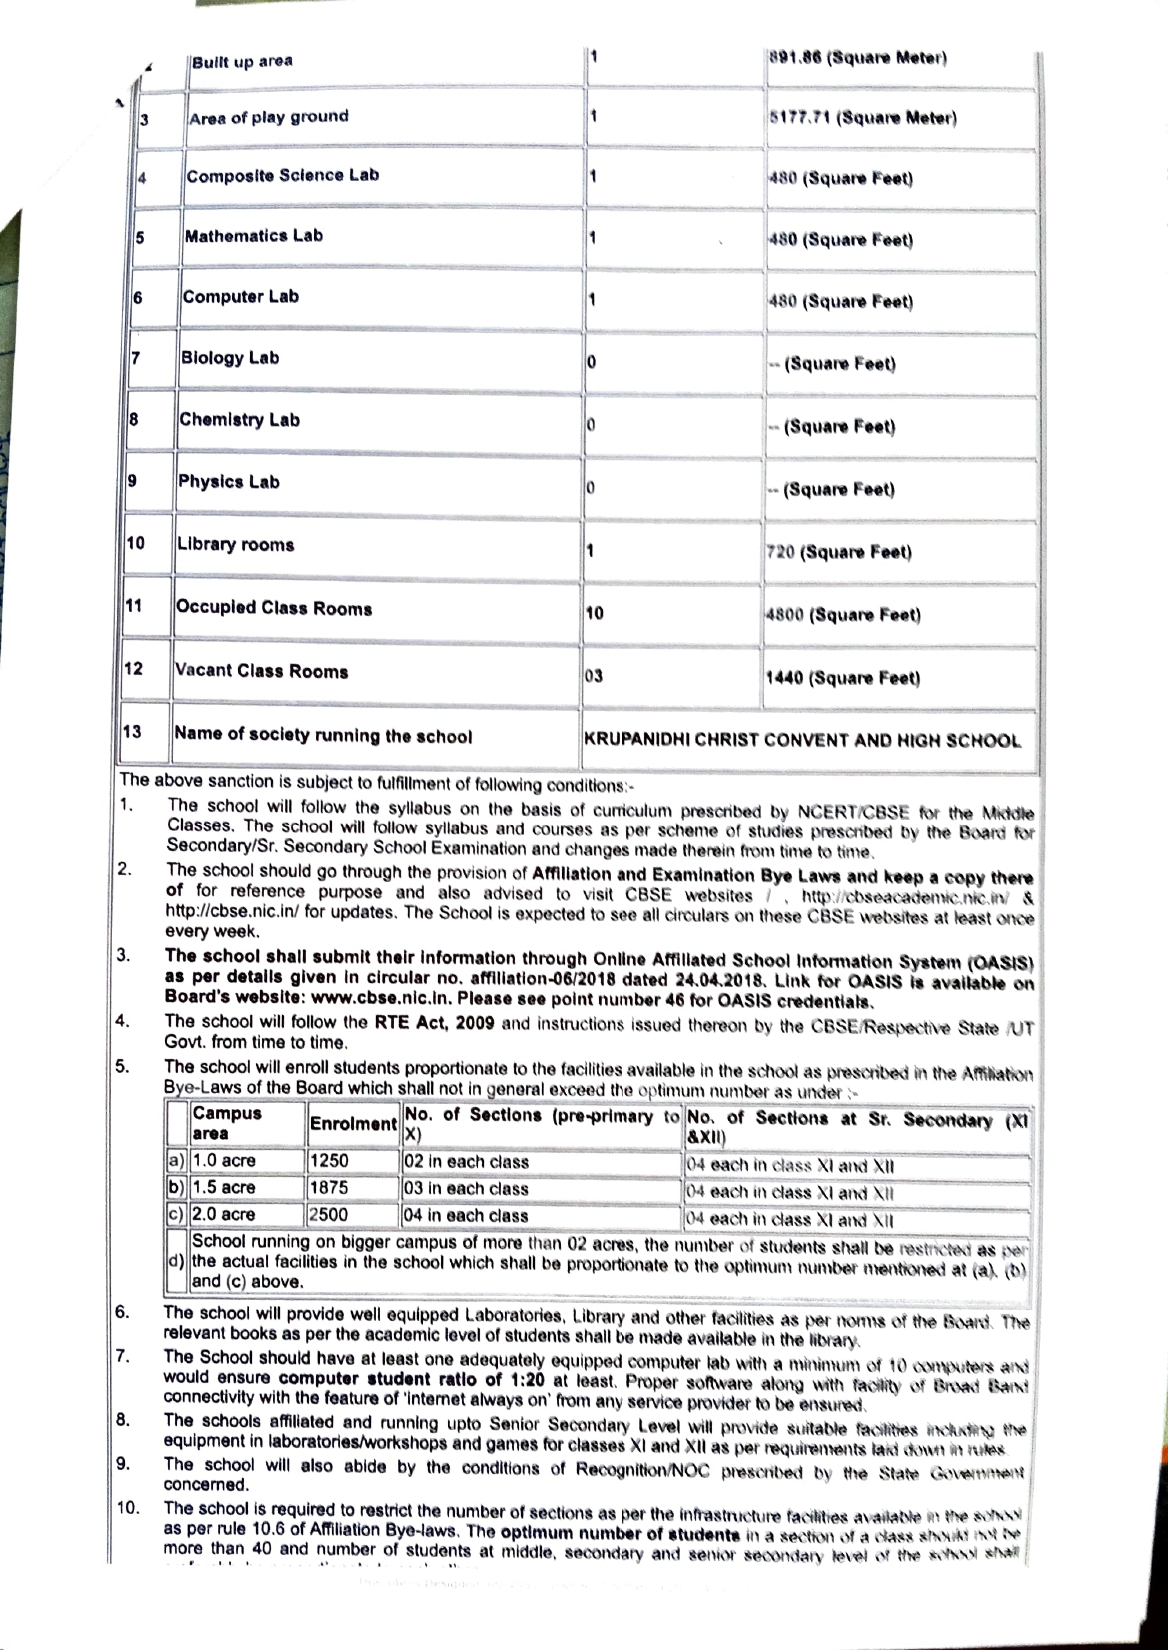 Built up area 1 891.86 (Square Meter)
3 Area of play ground 1 5177.71 (Square Meter)
4 Composite Science Lab 1 480 (Square Feet)
5 Mathematics Lab 1 480 (Square Feet)
6 Computer Lab 1 480 (Square Feet)
7 Biology Lab 0 -- (Square Feet)
8 Chemistry Lab 0 -- (Square Feet)
9 Physics Lab 0 -- (Square Feet)
10 Library rooms 1 720 (Square Feet)
11 Occupied Class Rooms 10 4800 (Square Feet)
12 Vacant Class Rooms 03 1440 (Square Feet)
13 Name of society running the school KRUPANIDHI CHRIST CONVENT AND HIGH SCHOOL
The above sanction is subject to fulfillment of following conditions:-
1. The school will follow the syllabus on the basis of curriculum prescribed by NCERT/CBSE for the Middle
Classes. The school will follow syllabus and courses as per scheme of studies prescribed by the Board for
Secondary/Sr. Secondary School Examination and changes made therein from time to time.
2. The school should go through the provision of Affiliation and Examination Bye Laws and keep a copy there
of for reference purpose and also advised to visit CBSE websites / , http://cbseacademic.nic.in/ &
http://cbse.nic.in/ for updates. The School is expected to see all circulars on these CBSE websites at least once
every week.
3. The school shall submit their information through Online Affiliated School Information System (OASIS)
as per details given in circular no. affiliation-06/2018 dated 24.04.2018. Link for OASIS is available on
Board's website: www.cbse.nic.in. Please see point number 46 for OASIS credentials.
4. The school will follow the RTE Act, 2009 and instructions issued thereon by the CBSE/Respective State /UT
Govt. from time to time.
5. The school will enroll students proportionate to the facilities available in the school as prescribed in the Affiliation
Bye-Laws of the Board which shall not in general exceed the optimum number as under :-
Campus area Enrolment No. of Sections (pre-primary to X) No. of Sections at Sr. Secondary (XI &XII)
a) 1.0 acre 1250 02 in each class 04 each in class XI and XII
b) 1.5 acre 1875 03 in each class 04 each in class XI and XII
c) 2.0 acre 2500 04 in each class 04 each in class XI and XII
School running on bigger campus of more than 02 acres, the number of students shall be restricted as per
d) the actual facilities in the school which shall be proportionate to the optimum number mentioned at (a), (b)
and (c) above.
6. The school will provide well equipped Laboratories, Library and other facilities as per norms of the Board. The
relevant books as per the academic level of students shall be made available in the library.
7. The School should have at least one adequately equipped computer lab with a minimum of 10 computers and
would ensure computer student ratio of 1:20 at least. Proper software along with facility of Broad Band
connectivity with the feature of 'internet always on' from any service provider to be ensured.
8. The schools affiliated and running upto Senior Secondary Level will provide suitable facilities including the
equipment in laboratories/workshops and games for classes XI and XII as per requirements laid down in rules
9. The school will also abide by the conditions of Recognition/NOC prescribed by the State Government
concerned.
10. The school is required to restrict the number of sections as per the infrastructure facilities available in the school
as per rule 10.6 of Affiliation Bye-laws. The optimum number of students in a section of a class should not be
more than 40 and number of students at middle, secondary and senior secondary level of the school shall